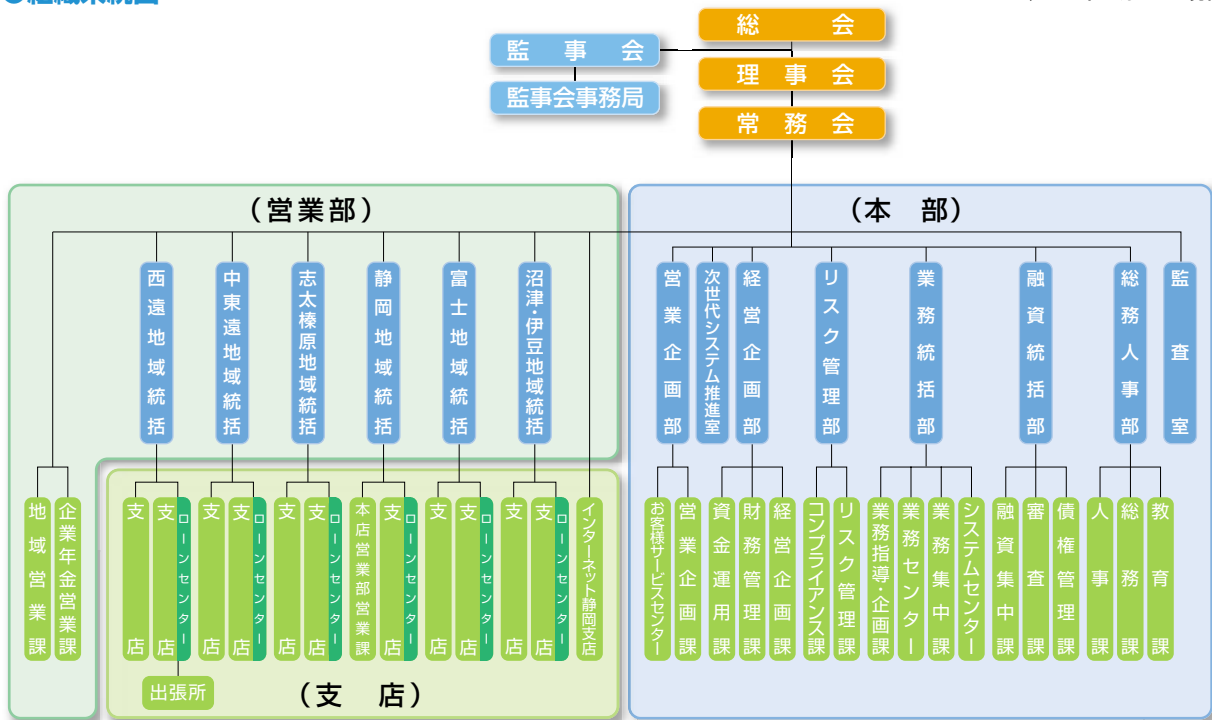 総会
監事会
理事会
監事会事務局
常務会
(営業部)
(本部)
西遠地域統括
中東遠地域統括
志太榛原地域統括
静岡地域統括
富士地域統括
沼津・伊豆地域統括
営業企画部
次世代システム推進室
経営企画部
リスク管理部
業務統括部
融資統括部
総務人事部
監査室
地域営業課
企業年金営業課
支店
支店
ローンセンター
支店
支店
ローンセンター
支店
支店
ローンセンター
本店営業部営業課
支店
ローンセンター
支店
支店
ローンセンター
支店
支店
ローンセンター
インターネット静岡支店
お客様サービスセンター
営業企画課
資金運用課
財務管理課
経営企画課
コンプライアンス課
リスク管理課
業務指導・企画課
業務センター
業務集中課
システムセンター
融資集中課
審査課
債権管理課
人事課
総務課
教育課
出張所
(支店)